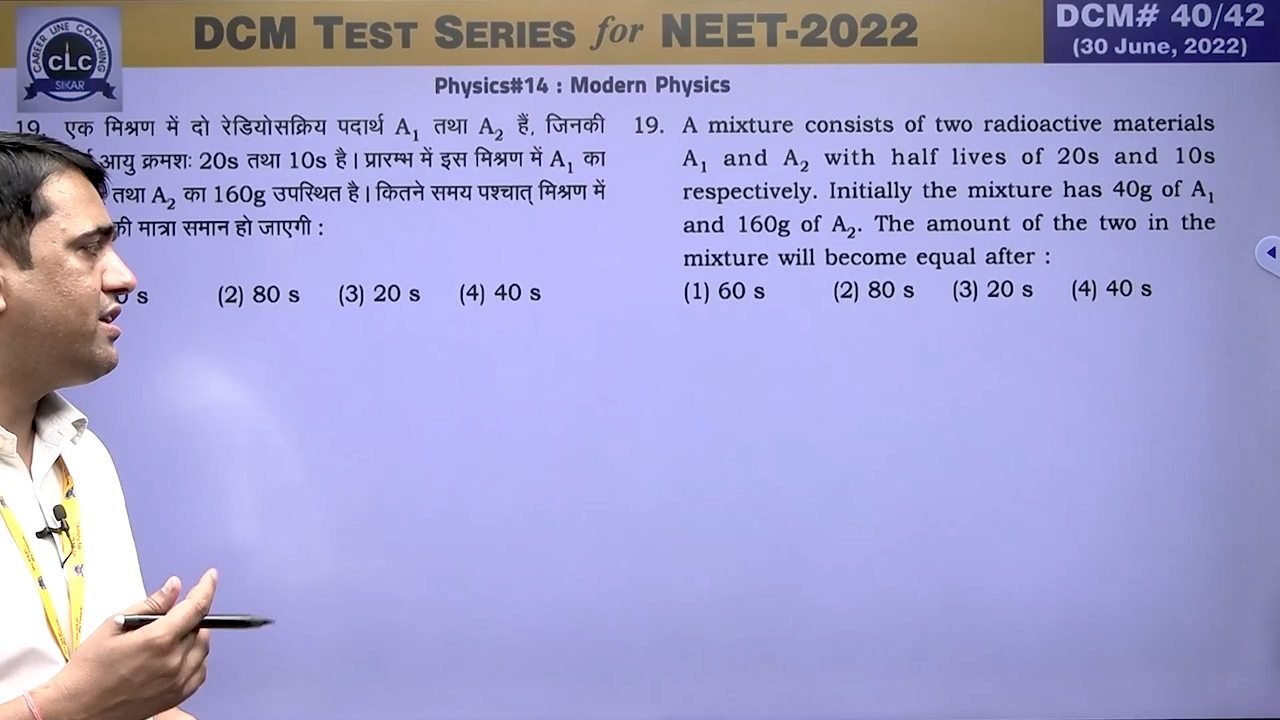 DCM TEST SERIES for NEET-2022
DCM# 40/42
(30 June, 2022)
CAREER LINE COACHING
CLC
SIKAR
Physics#14 : Modern Physics
19. एक मिश्रण में दो रेडियोसक्रिय पदार्थ A₁ तथा A₂ हैं, जिनकी
आयु क्रमशः 20s तथा 10s है। प्रारम्भ में इस मिश्रण में A₁ का
तथा A₂ का 160g उपस्थित है। कितने समय पश्चात् मिश्रण में
की मात्रा समान हो जाएगी :
s (2) 80 s (3) 20 s (4) 40 s
19. A mixture consists of two radioactive materials
A₁ and A₂ with half lives of 20s and 10s
respectively. Initially the mixture has 40g of A₁
and 160g of A₂. The amount of the two in the
mixture will become equal after :
(1) 60 s (2) 80 s (3) 20 s (4) 40 s